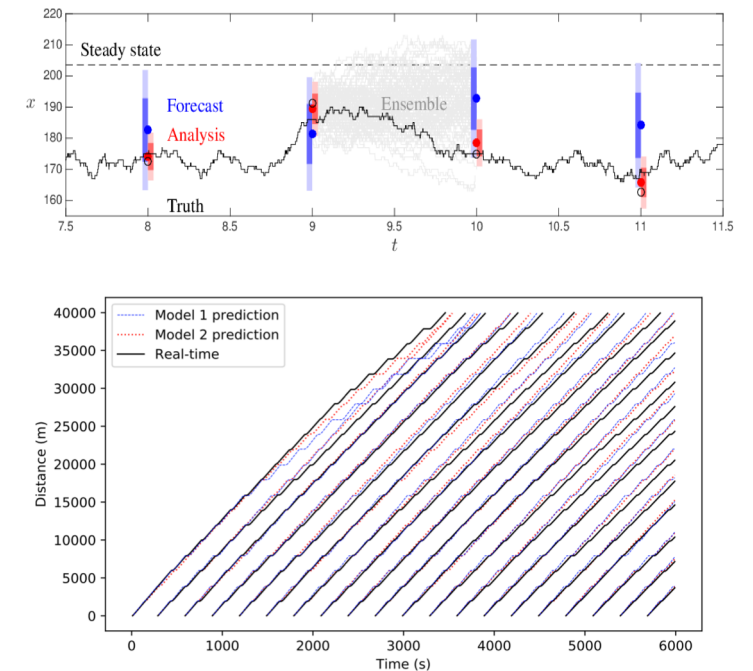 220
210
Steady state
200
x
190
Forecast
Ensemble
180
Analysis
170
160
Truth
7.5 8 8.5 9 9.5 10 10.5 11 11.5
t
40000
Model 1 prediction
Model 2 prediction
35000
Real-time
30000
25000
Distance (m)
20000
15000
10000
5000
0
0 1000 2000 3000 4000 5000 6000
Time (s)